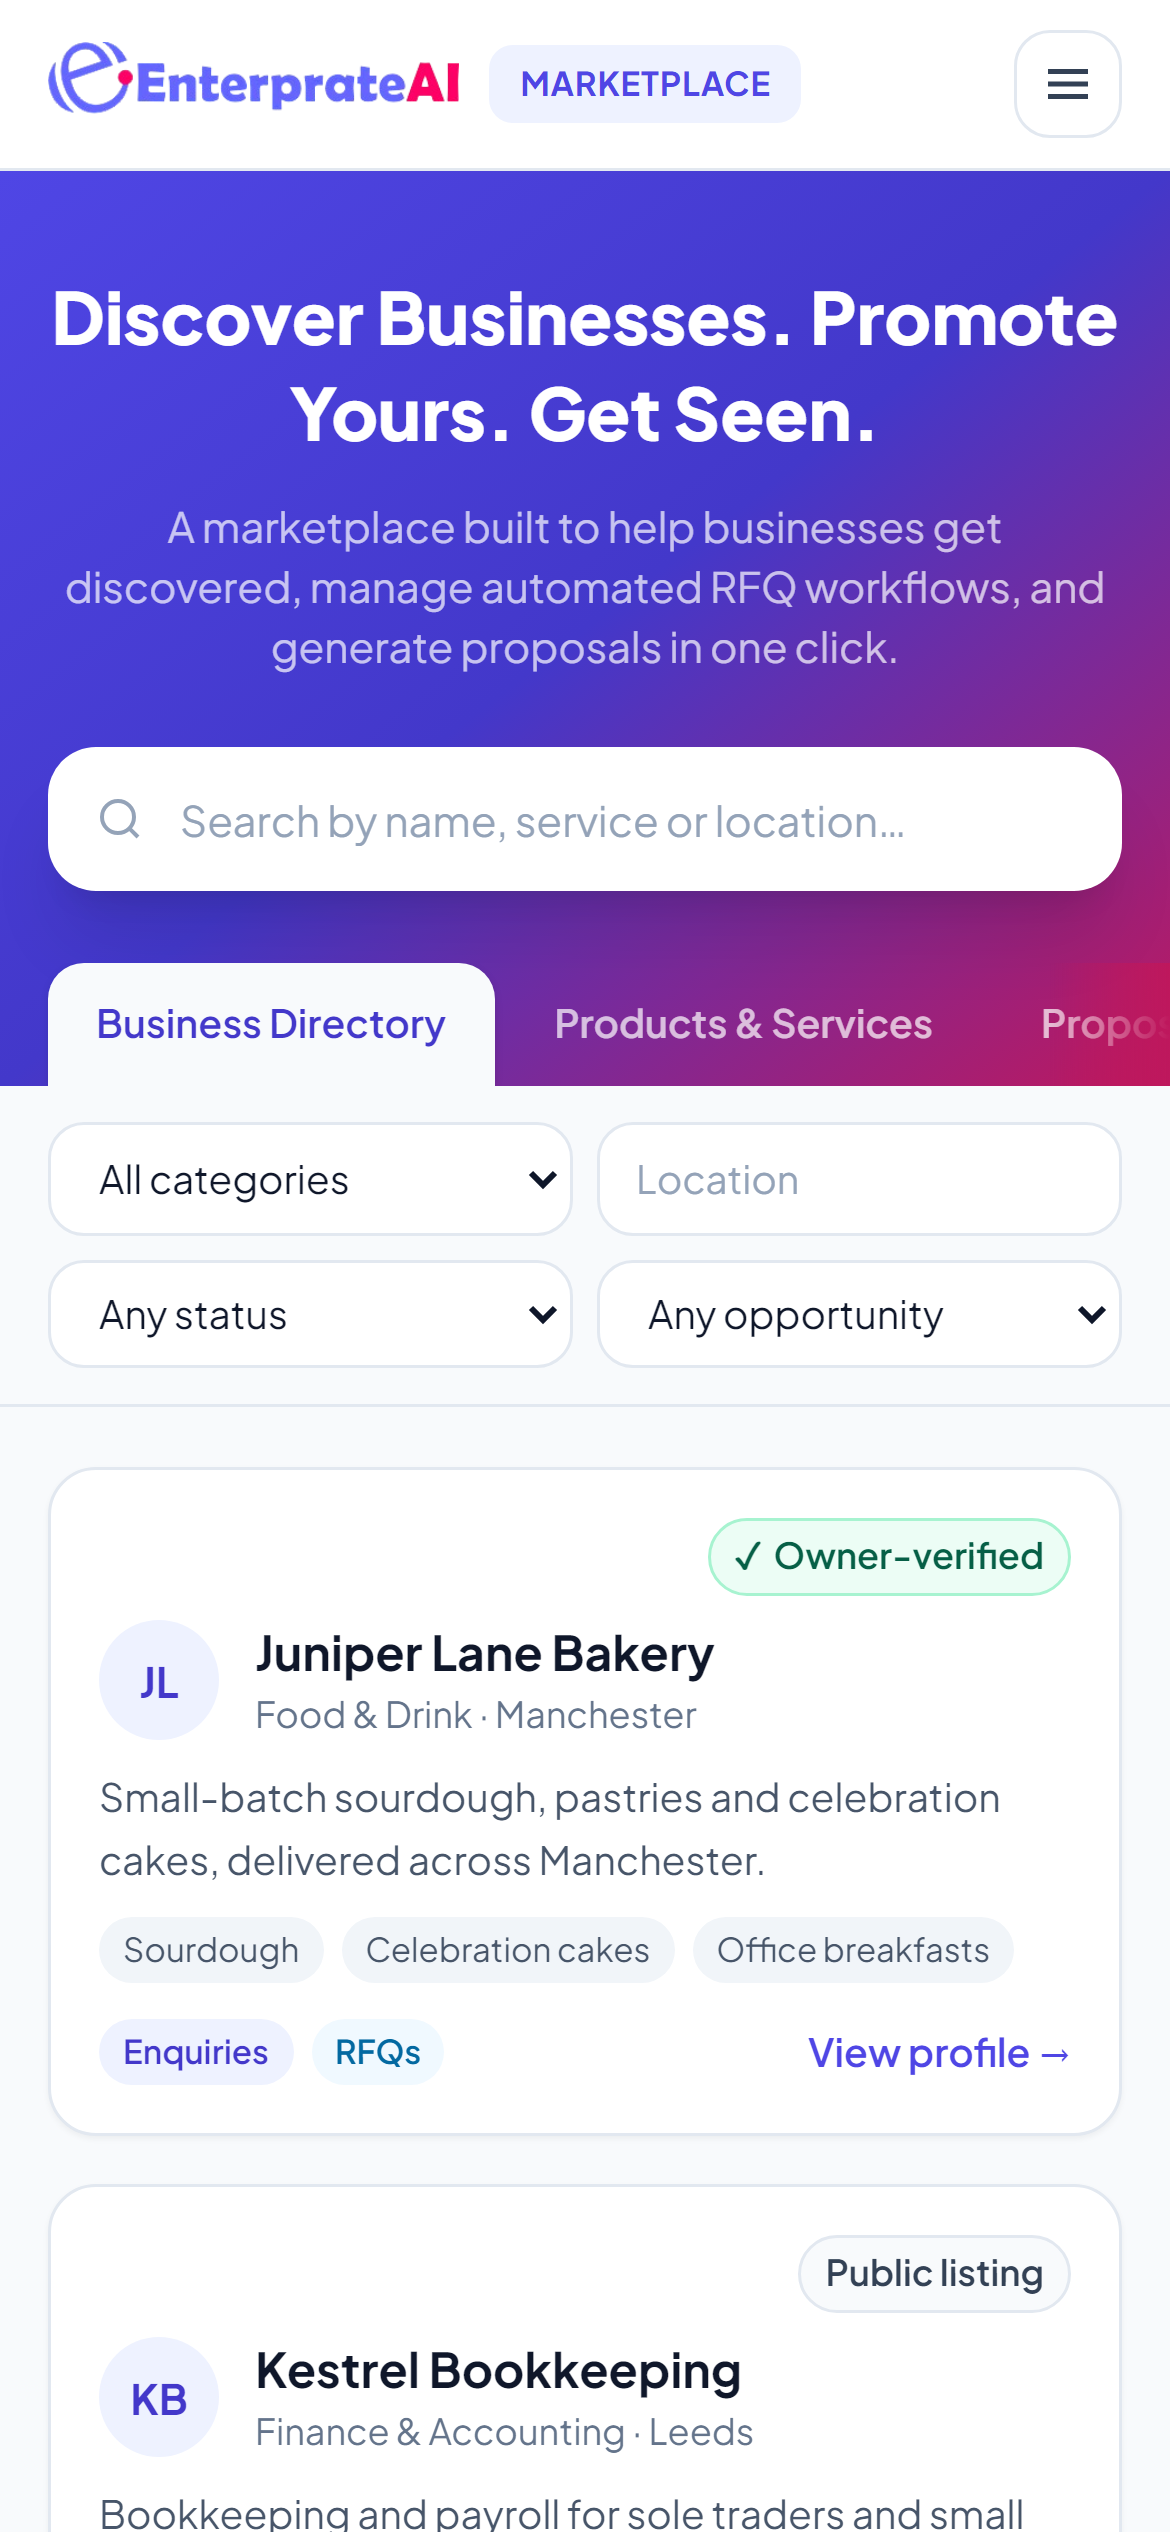 EnterprateAI MARKETPLACE
Discover Businesses. Promote
Yours. Get Seen.
A marketplace built to help businesses get
discovered, manage automated RFQ workflows, and
generate proposals in one click.
Search by name, service or location...
Business Directory Products & Services Propos
All categories Location
Any status Any opportunity
✓ Owner-verified
JL Juniper Lane Bakery
Food & Drink · Manchester
Small-batch sourdough, pastries and celebration
cakes, delivered across Manchester.
Sourdough Celebration cakes Office breakfasts
Enquiries RFQs View profile →
Public listing
KB Kestrel Bookkeeping
Finance & Accounting · Leeds
Bookkeeping and payroll for sole traders and small